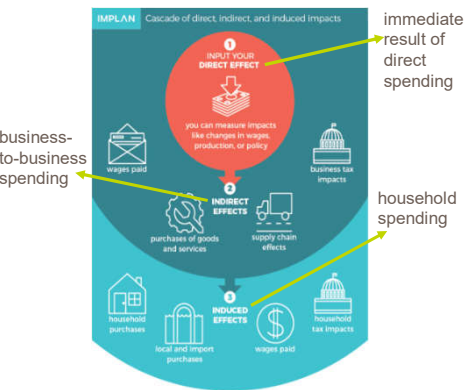 IMPLAN Cascade of direct, indirect, and induced impacts
1
INPUT YOUR
DIRECT EFFECT
you can measure impacts
like changes in wages,
production, or policy
immediate
result of
direct
spending
wages paid
business tax
impacts
business-
to-business
spending
2
INDIRECT
EFFECTS
purchases of goods
and services
supply chain
effects
household
spending
3
INDUCED
EFFECTS
household
purchases
local and import
purchases
$
wages paid
household
tax impacts